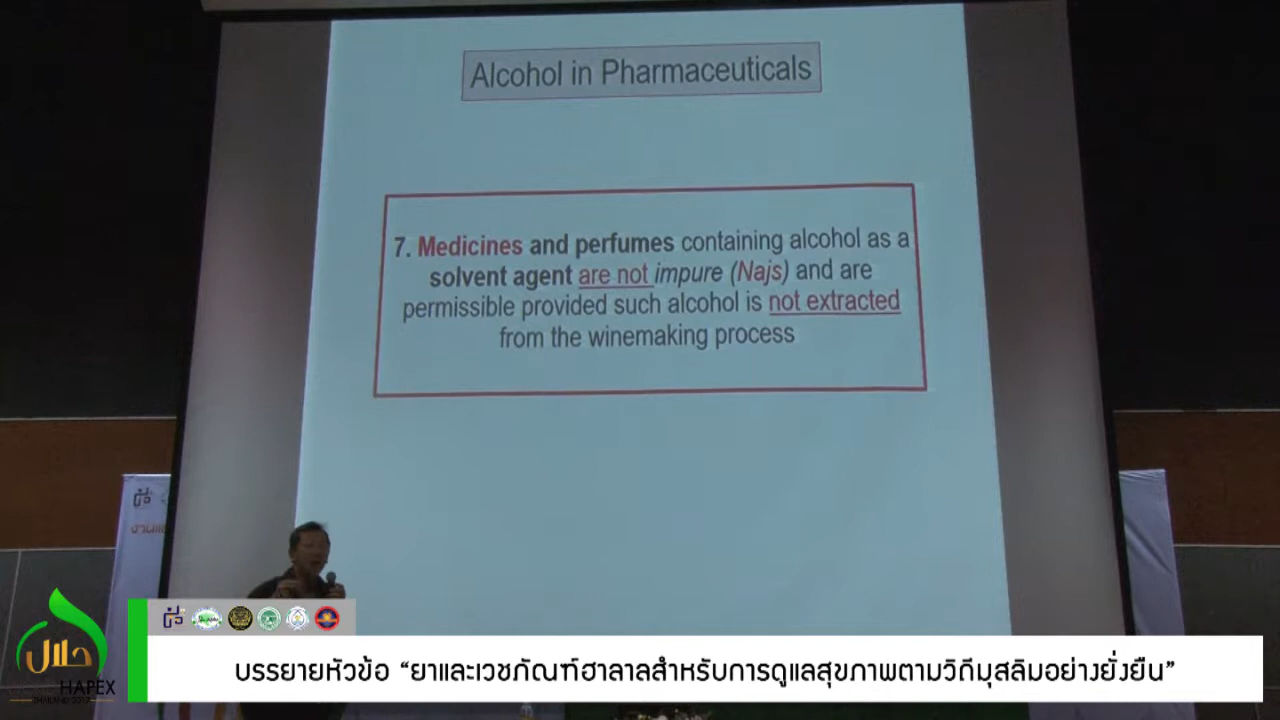 Alcohol in Pharmaceuticals
7. Medicines and perfumes containing alcohol as a
solvent agent are not impure (Najs) and are
permissible provided such alcohol is not extracted
from the winemaking process
حلال
HAPEX
บรรยายหัวข้อ “ยาและเวชภัณฑ์ฮาลาลสำหรับการดูแลสุขภาพตามวิถีมุสลิมอย่างยั่งยืน”